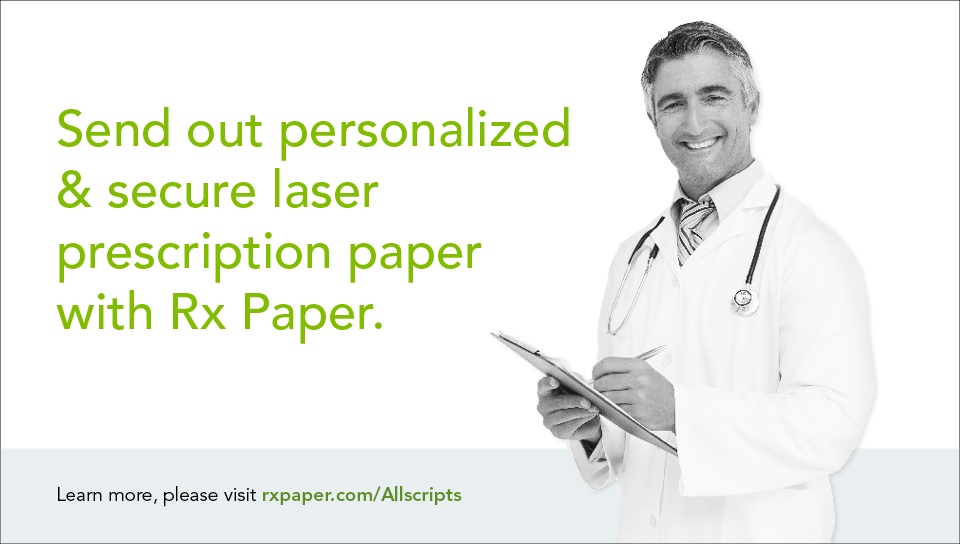 Send out personalized
& secure laser
prescription paper
with Rx Paper.
Learn more, please visit rxpaper.com/Allscripts